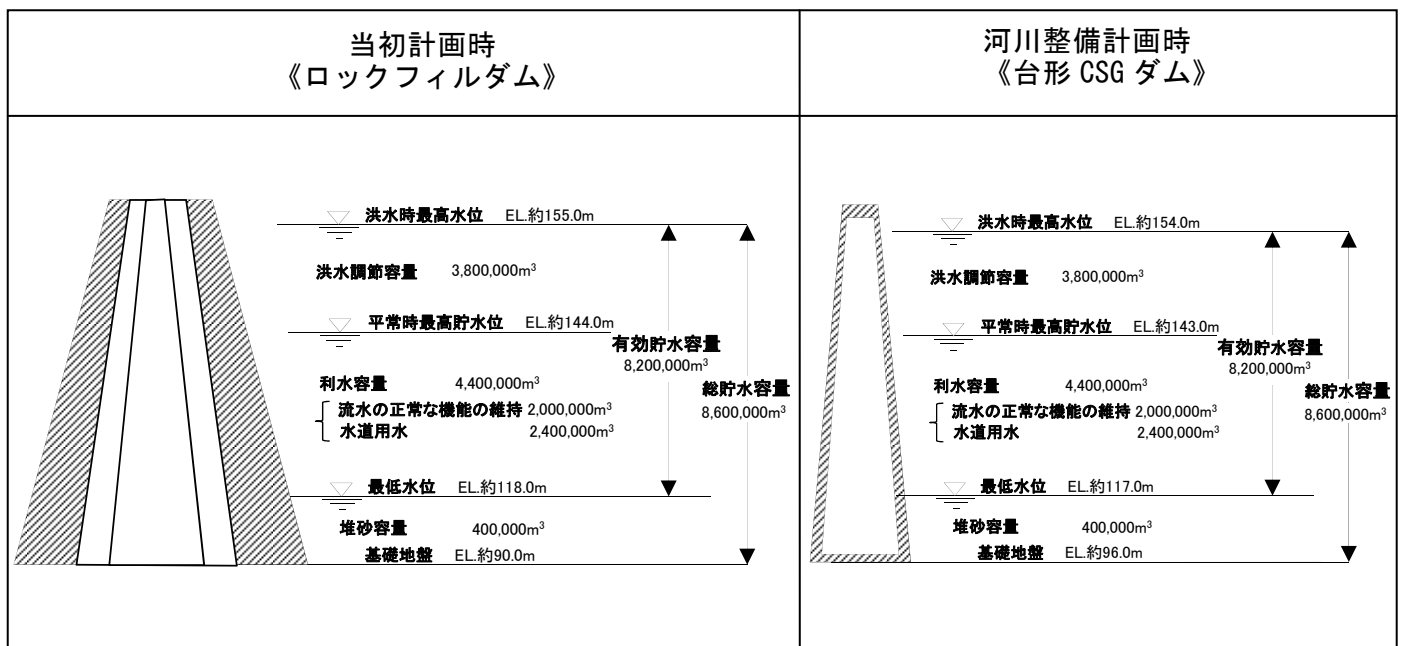 当初計画時
《ロックフィルダム》
洪水時最高水位 EL.約155.0m
洪水調節容量 3,800,000m³
平常時最高貯水位 EL.約144.0m
有効貯水容量
8,200,000m³
利水容量 4,400,000m³
総貯水容量
8,600,000m³
流水の正常な機能の維持 2,000,000m³
水道用水 2,400,000m³
最低水位 EL.約118.0m
堆砂容量 400,000m³
基礎地盤 EL.約90.0m
河川整備計画時
《台形 CSG ダム》
洪水時最高水位 EL.約154.0m
洪水調節容量 3,800,000m³
平常時最高貯水位 EL.約143.0m
有効貯水容量
8,200,000m³
利水容量 4,400,000m³
総貯水容量
8,600,000m³
流水の正常な機能の維持 2,000,000m³
水道用水 2,400,000m³
最低水位 EL.約117.0m
堆砂容量 400,000m³
基礎地盤 EL.約96.0m